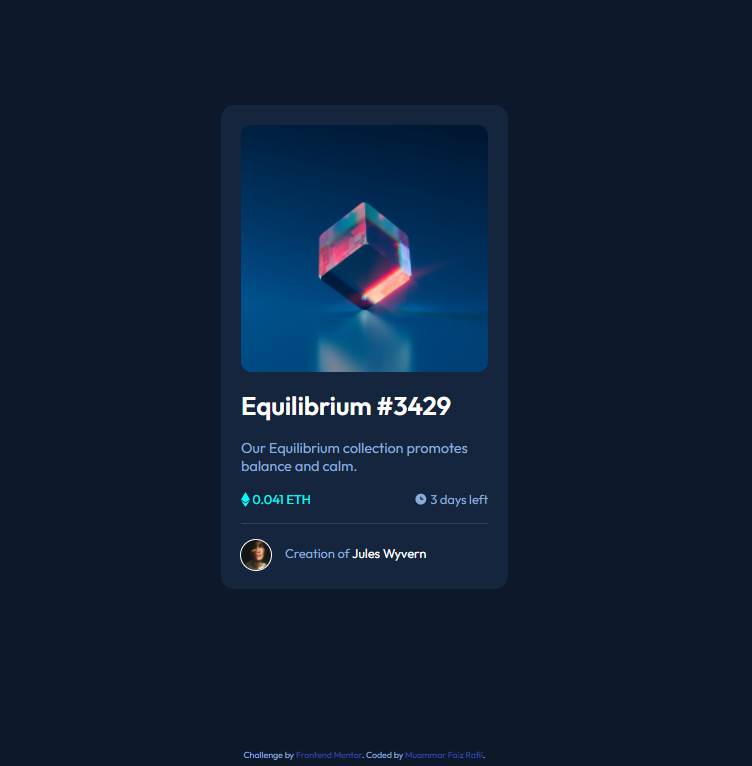 Equilibrium #3429
Our Equilibrium collection promotes
balance and calm.
0.041 ETH 3 days left
Creation of Jules Wyvern
Challenge by Frontend Mentor. Coded by Muammar Faiz Rafii.